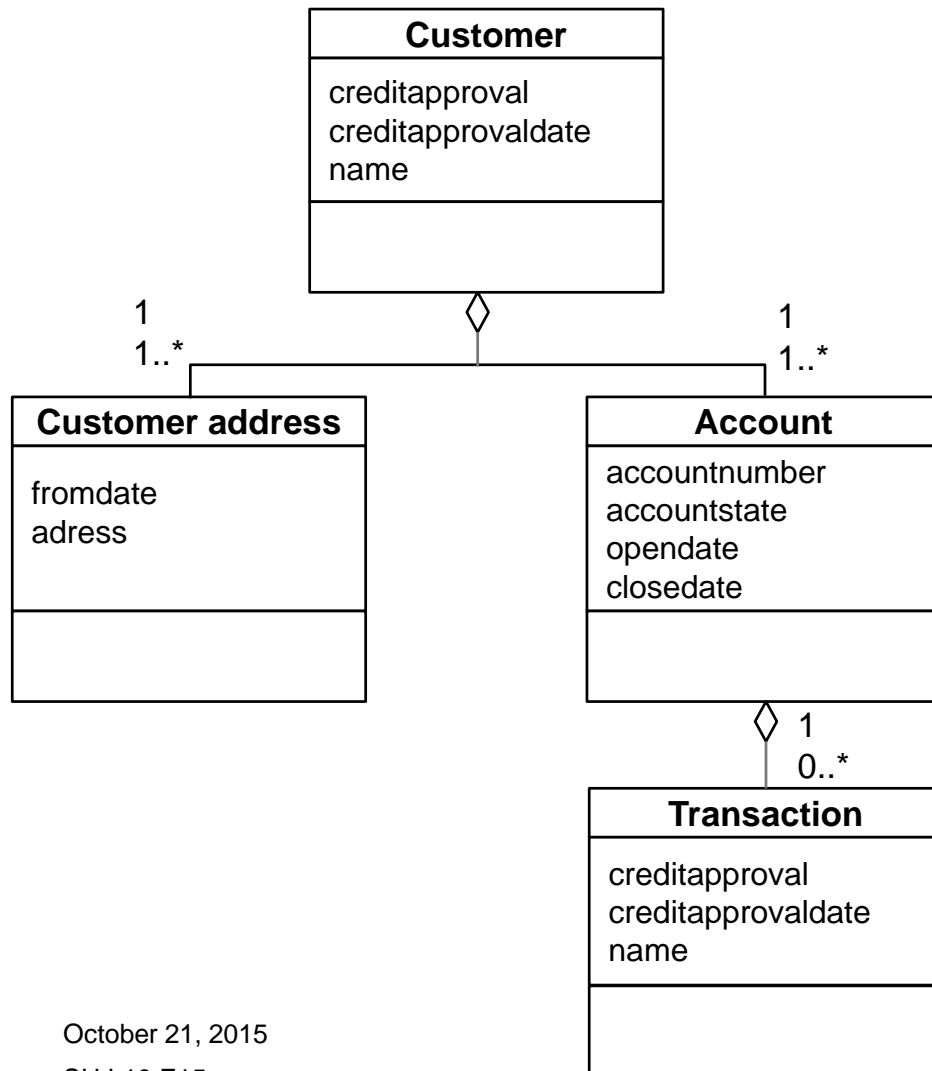 Customer
creditapproval
creditapprovaldate
name
1
1..*
1
1..*
Customer address
fromdate
adress
Account
accountnumber
accountstate
opendate
closedate
1
0..*
Transaction
creditapproval
creditapprovaldate
name
October 21, 2015